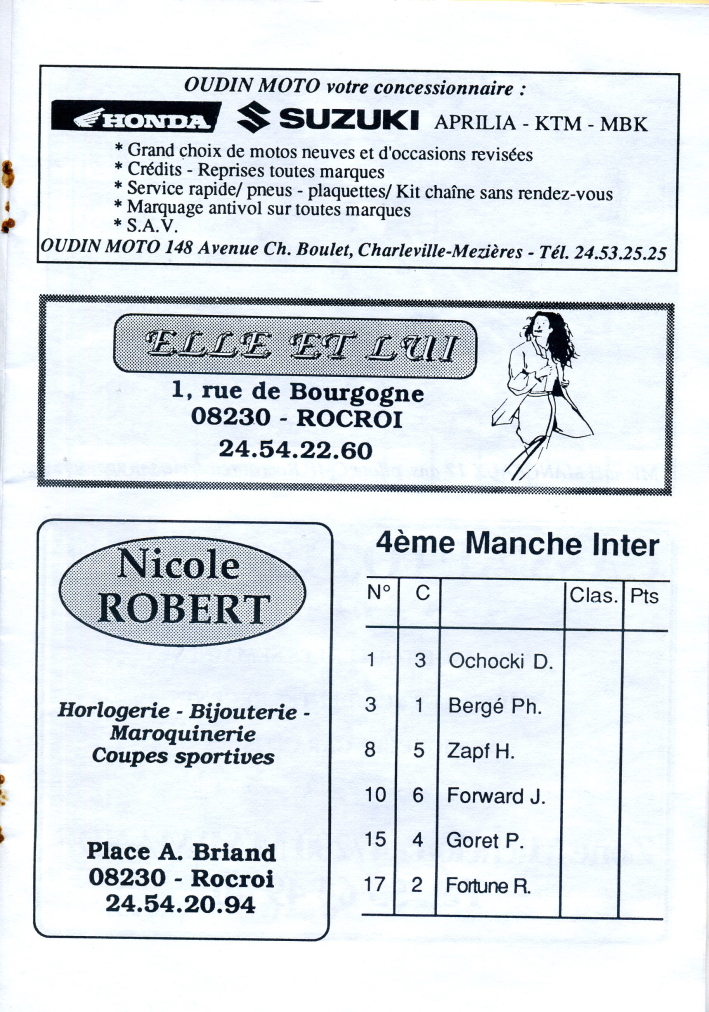 OUDIN MOTO votre concessionnaire :
HONDA SUZUKI APRILIA - KTM - MBK
* Grand choix de motos neuves et d'occasions revisées
* Crédits - Reprises toutes marques
* Service rapide/ pneus - plaquettes/ Kit chaîne sans rendez-vous
* Marquage antivol sur toutes marques
* S.A.V.
OUDIN MOTO 148 Avenue Ch. Boulet, Charleville-Mezières - Tél. 24.53.25.25
ELLE ET LUI
1, rue de Bourgogne
08230 - ROCROI
24.54.22.60
Nicole
ROBERT
Horlogerie - Bijouterie -
Maroquinerie
Coupes sportives
Place A. Briand
08230 - Rocroi
24.54.20.94
4ème Manche Inter
N° C Clas. Pts
1 3 Ochocki D.
3 1 Bergé Ph.
8 5 Zapf H.
10 6 Forward J.
15 4 Goret P.
17 2 Fortune R.